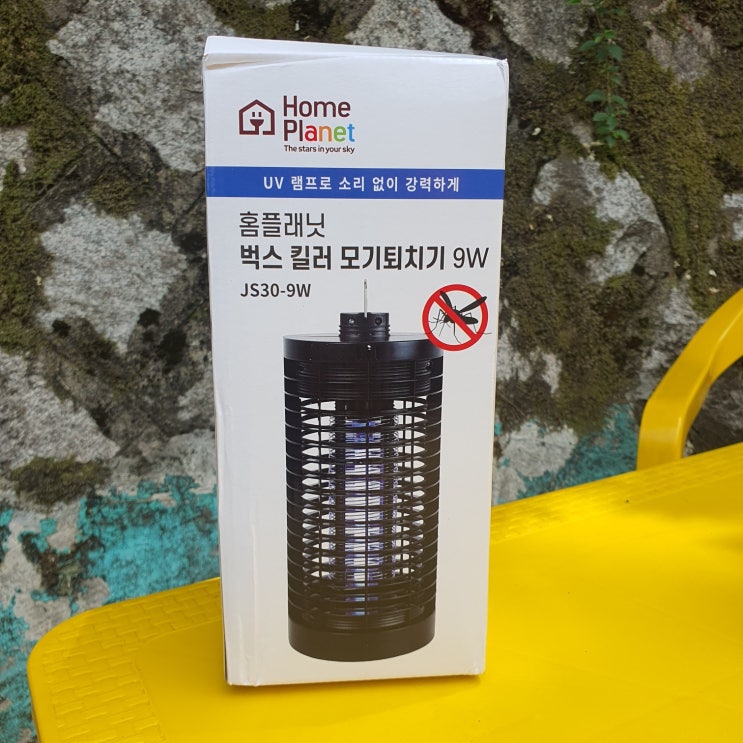 Home
Planet
The stars in your sky
UV 램프로 소리 없이 강력하게
홈플래닛
벅스 킬러 모기퇴치기 9W
JS30-9W